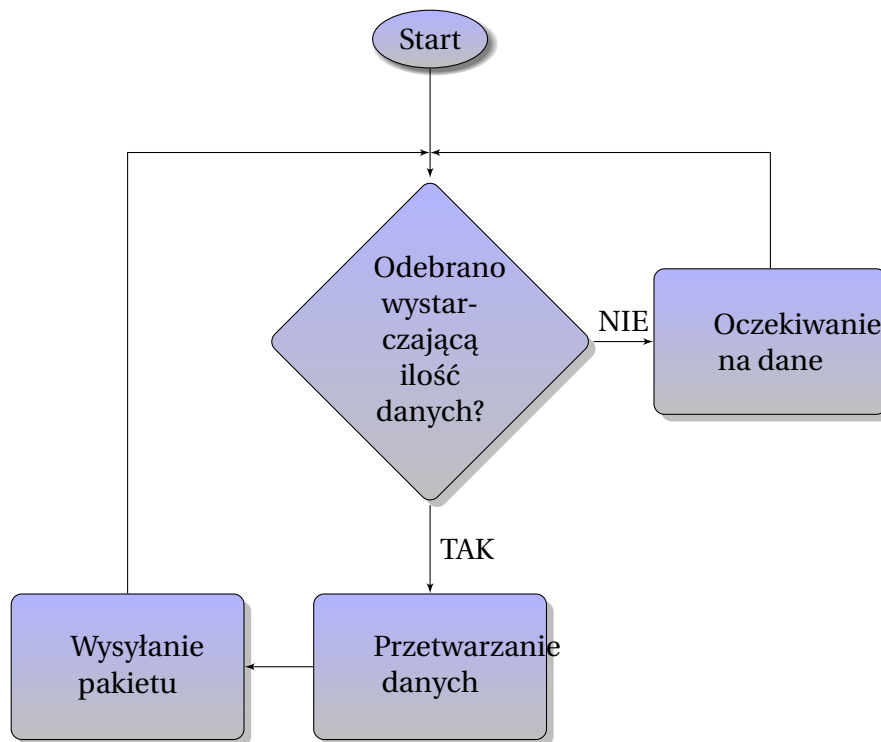 Start
Odebrano
wystar-
czającą
ilość
danych?
NIE
Oczekiwanie
na dane
TAK
Wysyłanie
pakietu
Przetwarzanie
danych